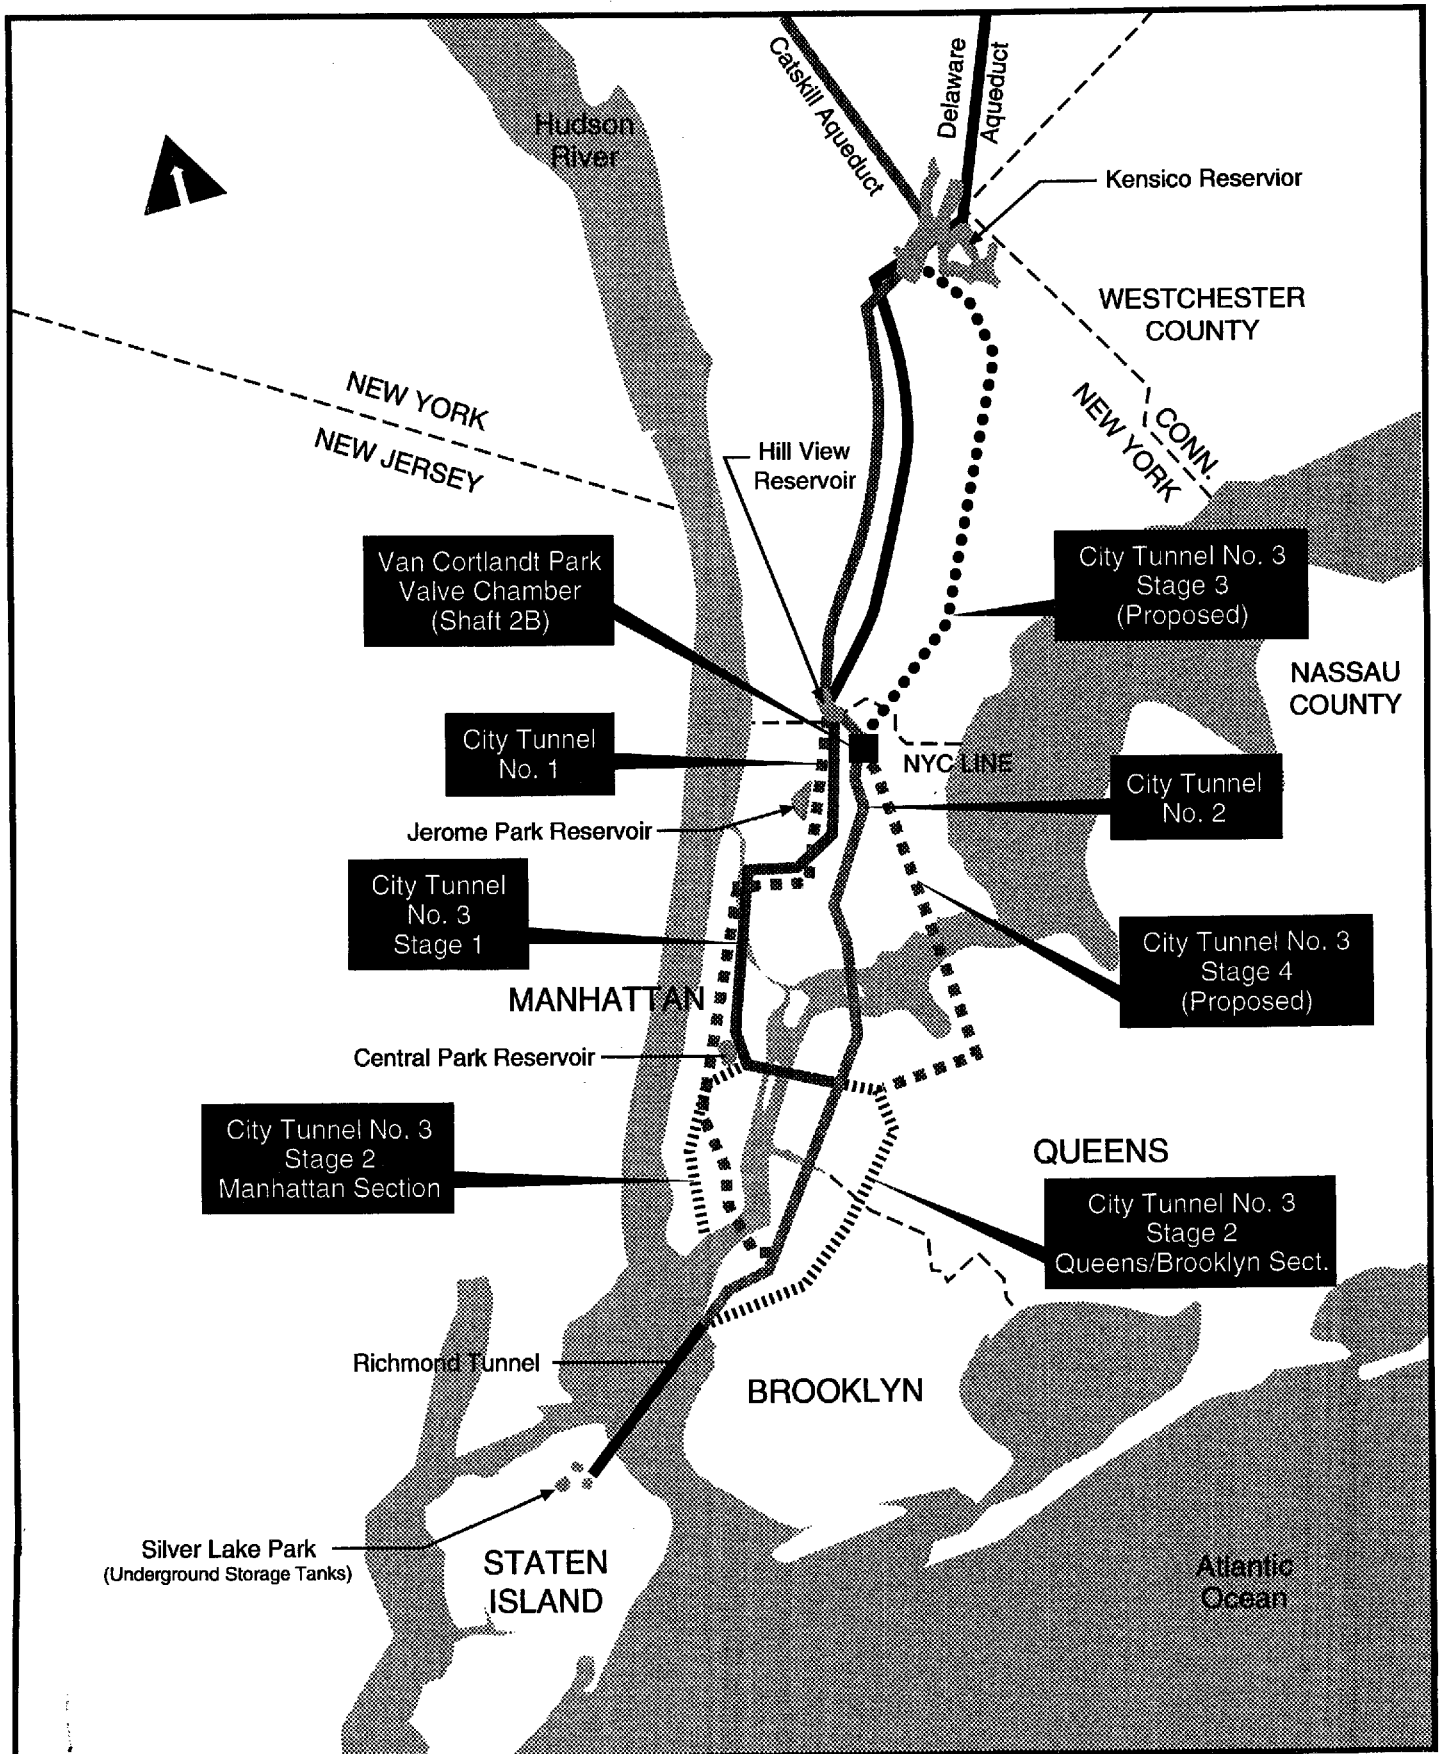 Catskill Aqueduct
Delaware
Aqueduct
Hudson
River
Kensico Reservior
WESTCHESTER
COUNTY
NEW YORK
NEW JERSEY
CONN.
NEW YORK
Hill View
Reservoir
Van Cortlandt Park
Valve Chamber
(Shaft 2B)
City Tunnel No. 3
Stage 3
(Proposed)
NASSAU
COUNTY
City Tunnel
No. 1
NYC LINE
City Tunnel
No. 2
Jerome Park Reservoir
City Tunnel
No. 3
Stage 1
City Tunnel No. 3
Stage 4
(Proposed)
MANHATTAN
Central Park Reservoir
City Tunnel No. 3
Stage 2
Manhattan Section
QUEENS
City Tunnel No. 3
Stage 2
Queens/Brooklyn Sect.
Richmond Tunnel
BROOKLYN
Silver Lake Park
(Underground Storage Tanks)
STATEN
ISLAND
Atlantic
Ocean